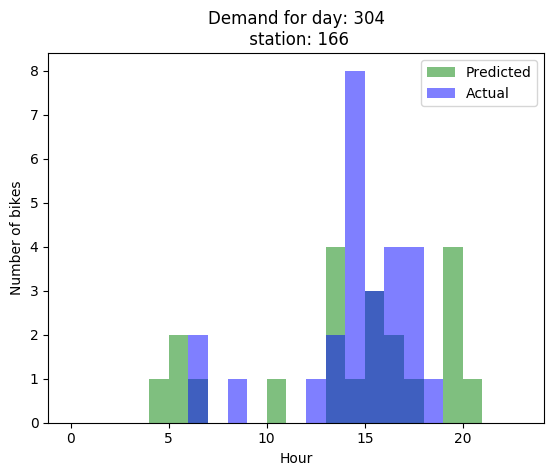 Demand for day: 304
station: 166
Predicted
Actual
Number of bikes
8
7
6
5
4
3
2
1
0
0 5 10 15 20
Hour